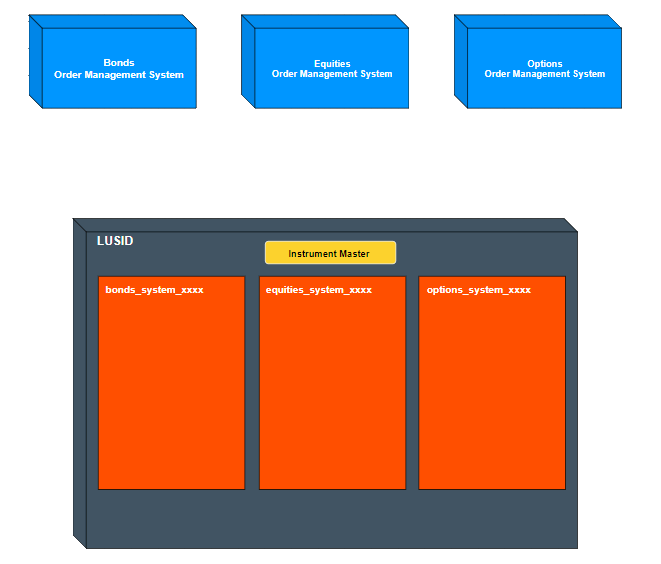 Bonds
Order Management System
Equities
Order Management System
Options
Order Management System
LUSID
Instrument Master
bonds_system_xxxx
equities_system_xxxx
options_system_xxxx